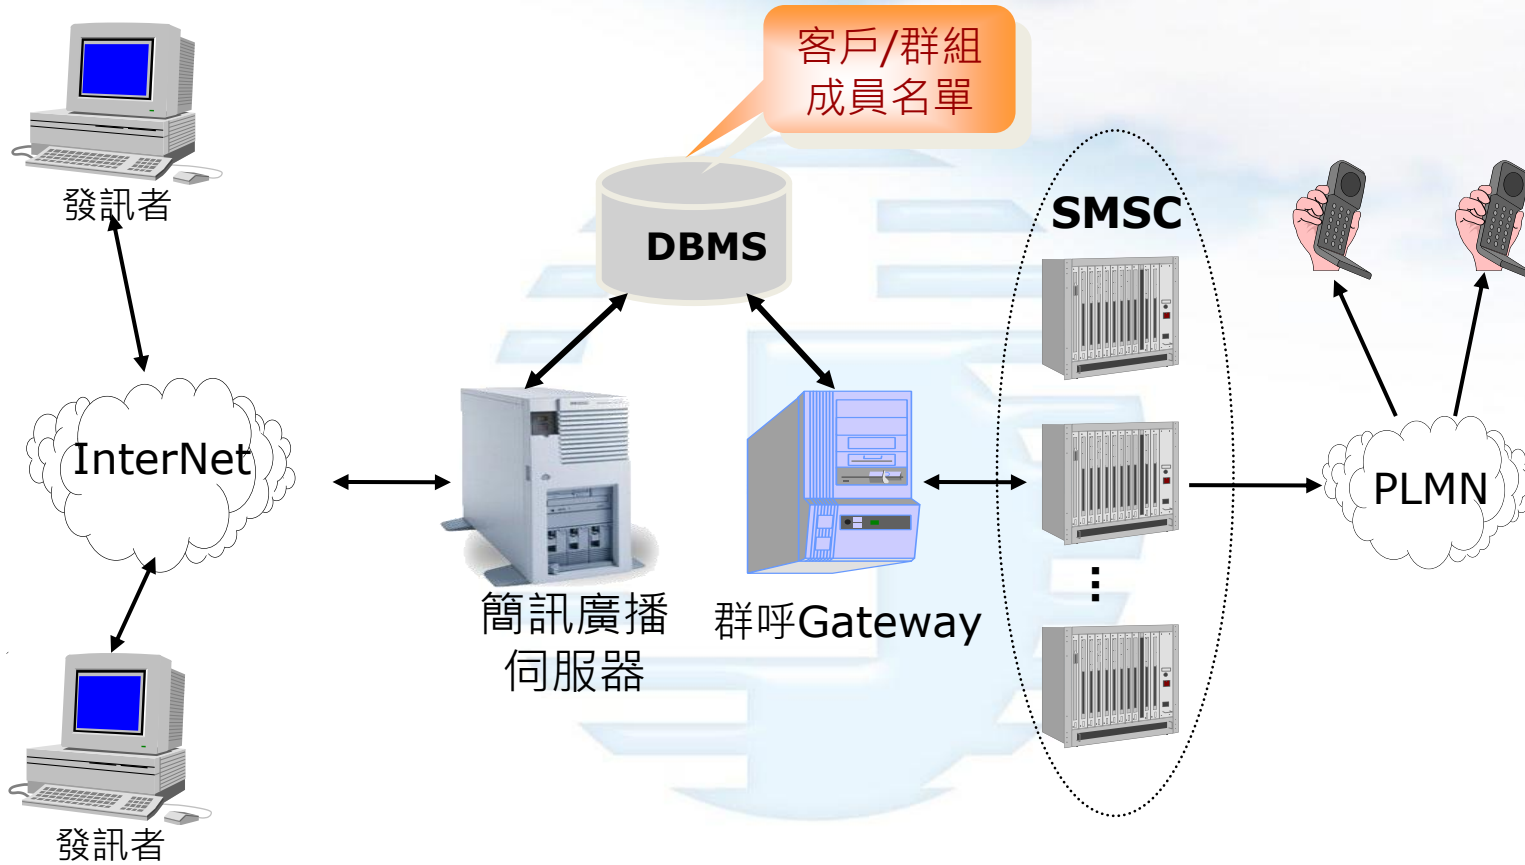 客戶/群組
成員名單
發訊者
DBMS
SMSC
InterNet
PLMN
簡訊廣播
伺服器
群呼Gateway
發訊者